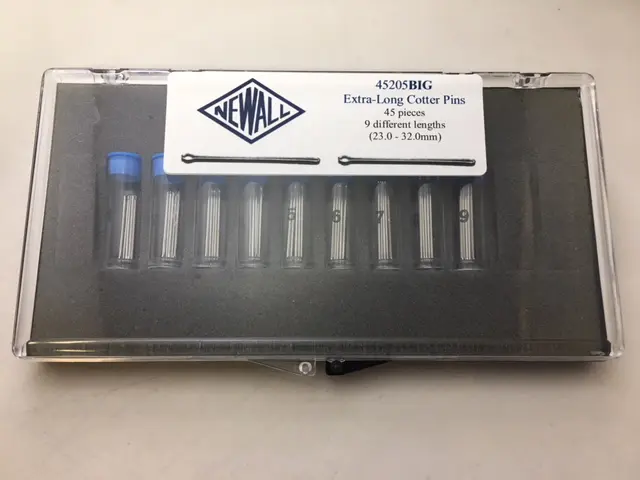 NEWALL
45205BIG
Extra-Long Cotter Pins
45 pieces
9 different lengths
(23.0 - 32.0mm)
5
6
7
9